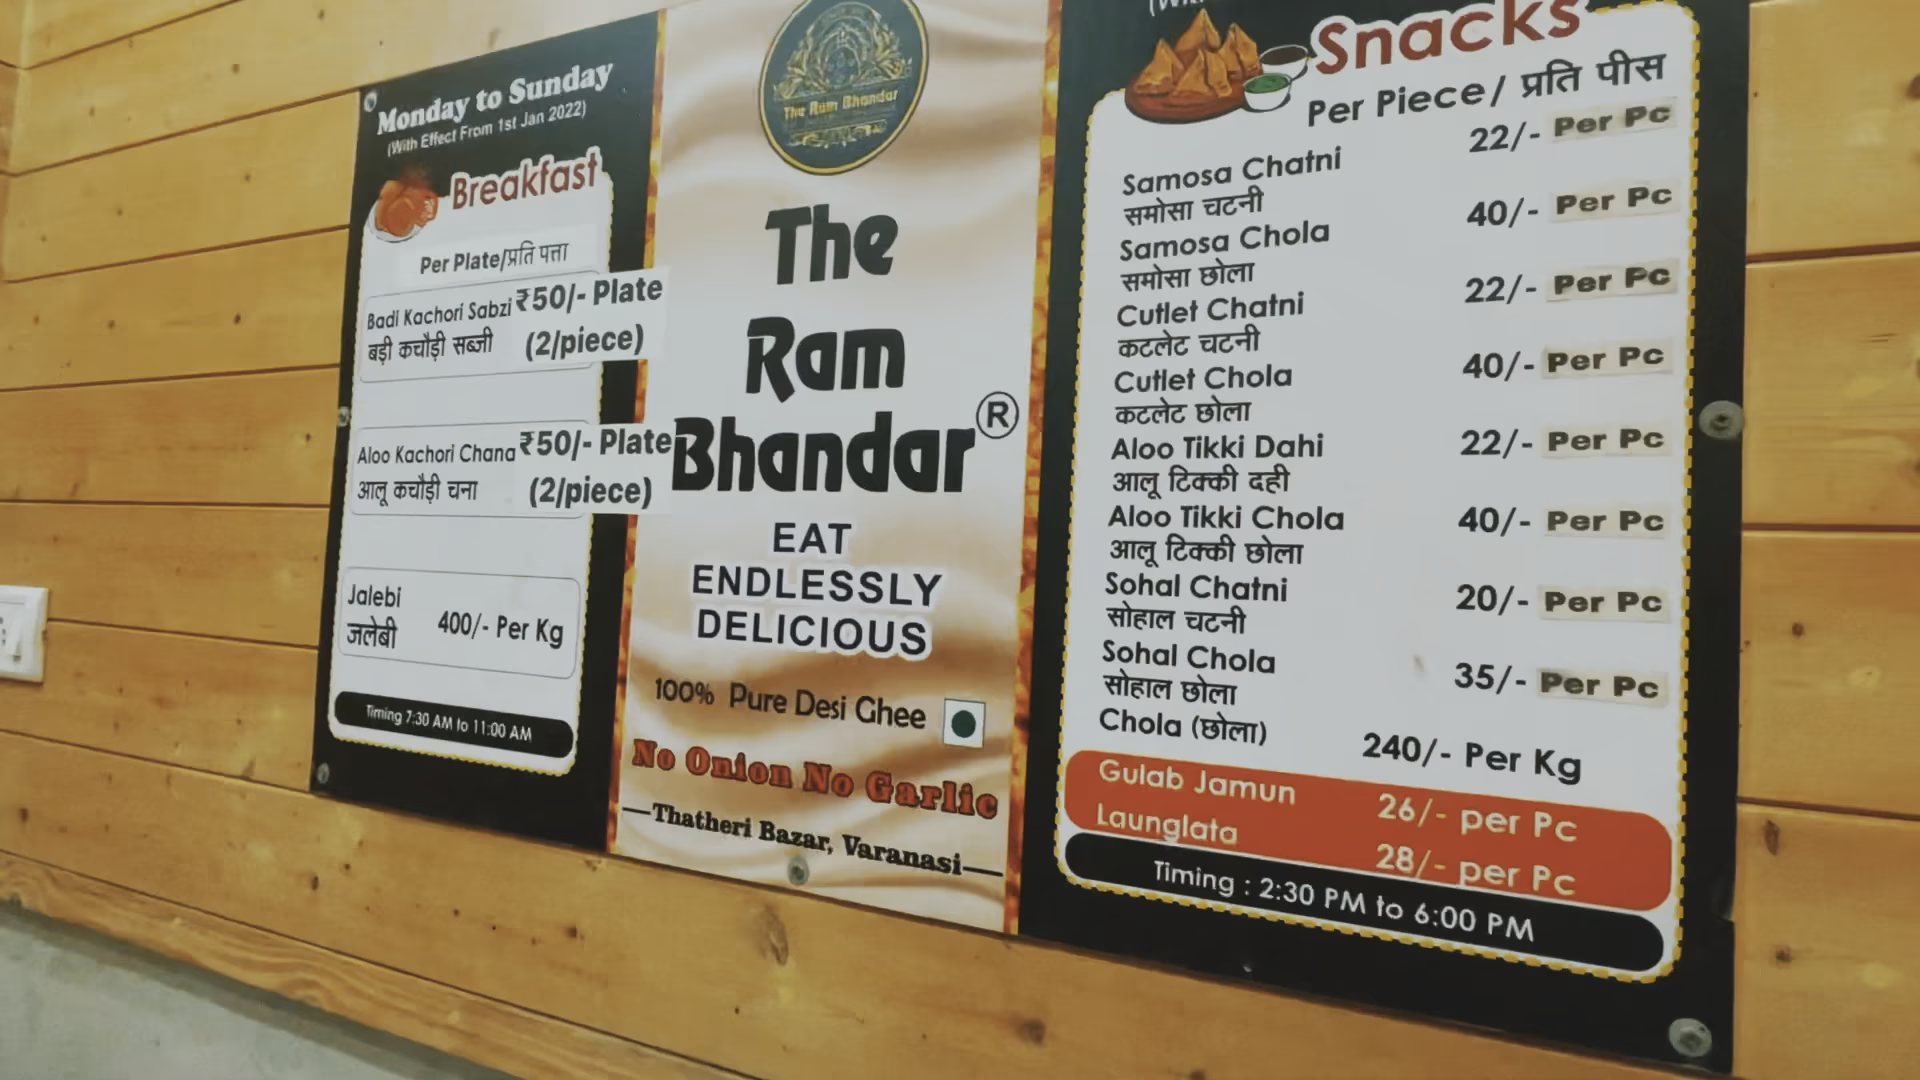 Monday to Sunday
(With Effect From 1st Jan 2022)
Breakfast
Per Plate/प्रति पत्ता
Badi Kachori Sabzi ₹50/- Plate
बड़ी कचौड़ी सब्जी (2/piece)
Aloo Kachori Chana ₹50/- Plate
आलू कचौड़ी चना (2/piece)
Jalebi
जलेबी 400/- Per Kg
Timing 7:30 AM to 11:00 AM
The Ram Bhandar
The
Ram
Bhandar®
EAT
ENDLESSLY
DELICIOUS
100% Pure Desi Ghee
No Onion No Garlic
—Thatheri Bazar, Varanasi—
Snacks
Per Piece/ प्रति पीस
Samosa Chatni 22/- Per Pc
समोसा चटनी
Samosa Chola 40/- Per Pc
समोसा छोला
Cutlet Chatni 22/- Per Pc
कटलेट चटनी
Cutlet Chola 40/- Per Pc
कटलेट छोला
Aloo Tikki Dahi 22/- Per Pc
आलू टिक्की दही
Aloo Tikki Chola 40/- Per Pc
आलू टिक्की छोला
Sohal Chatni 20/- Per Pc
सोहाल चटनी
Sohal Chola 35/- Per Pc
सोहाल छोला
Chola (छोला) 240/- Per Kg
Gulab Jamun 26/- per Pc
Launglata 28/- per Pc
Timing : 2:30 PM to 6:00 PM